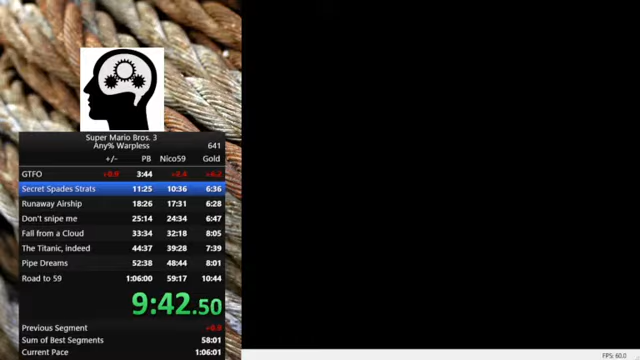 Super Mario Bros. 3
Any% Warpless 641
+/- PB Nico59 Gold
GTFO +0.9 3:44 +2.4 +6.2
Secret Spades Strats 11:25 10:36 6:36
Runaway Airship 18:26 17:31 6:28
Don't snipe me 25:14 24:34 6:47
Fall from a Cloud 33:34 32:18 8:05
The Titanic, indeed 44:37 39:28 7:39
Pipe Dreams 52:38 48:44 8:01
Road to 59 1:06:00 59:17 10:44
9:42.50
Previous Segment +0.9
Sum of Best Segments 58:01
Current Pace 1:06:01
FPS: 60.0